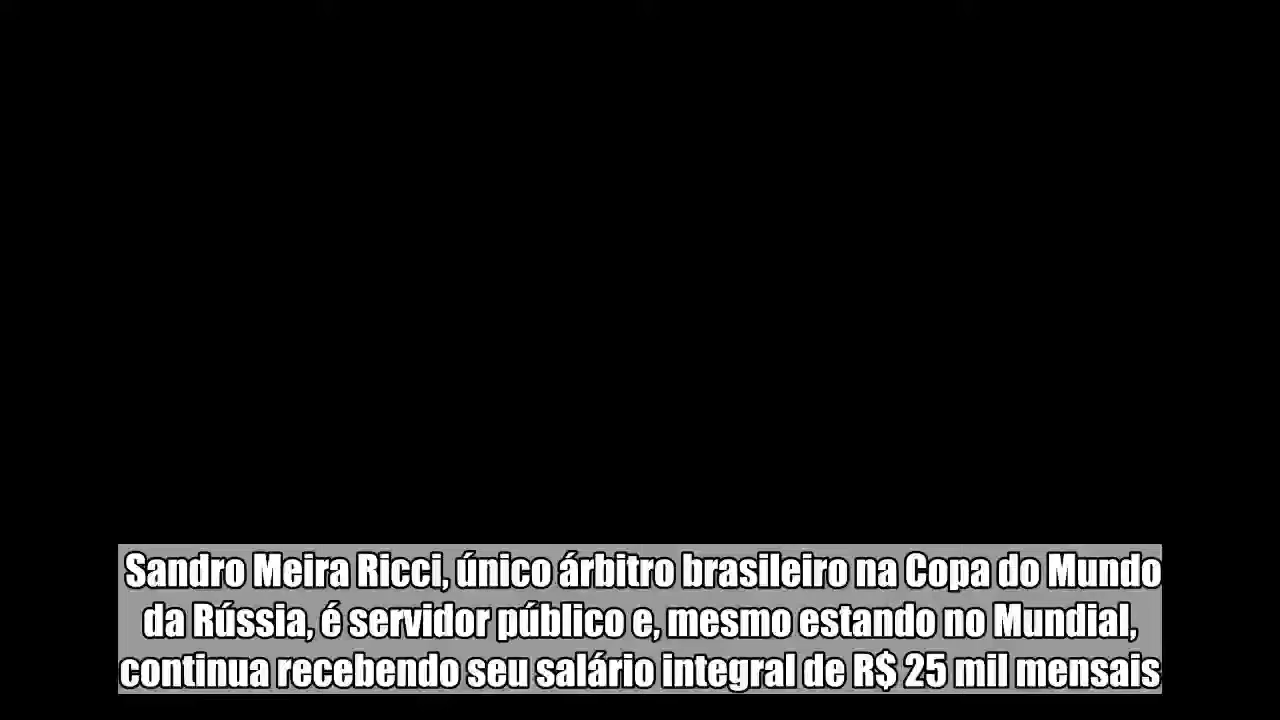 Sandro Meira Ricci, único árbitro brasileiro na Copa do Mundo
da Rússia, é servidor público e, mesmo estando no Mundial,
continua recebendo seu salário integral de R$ 25 mil mensais